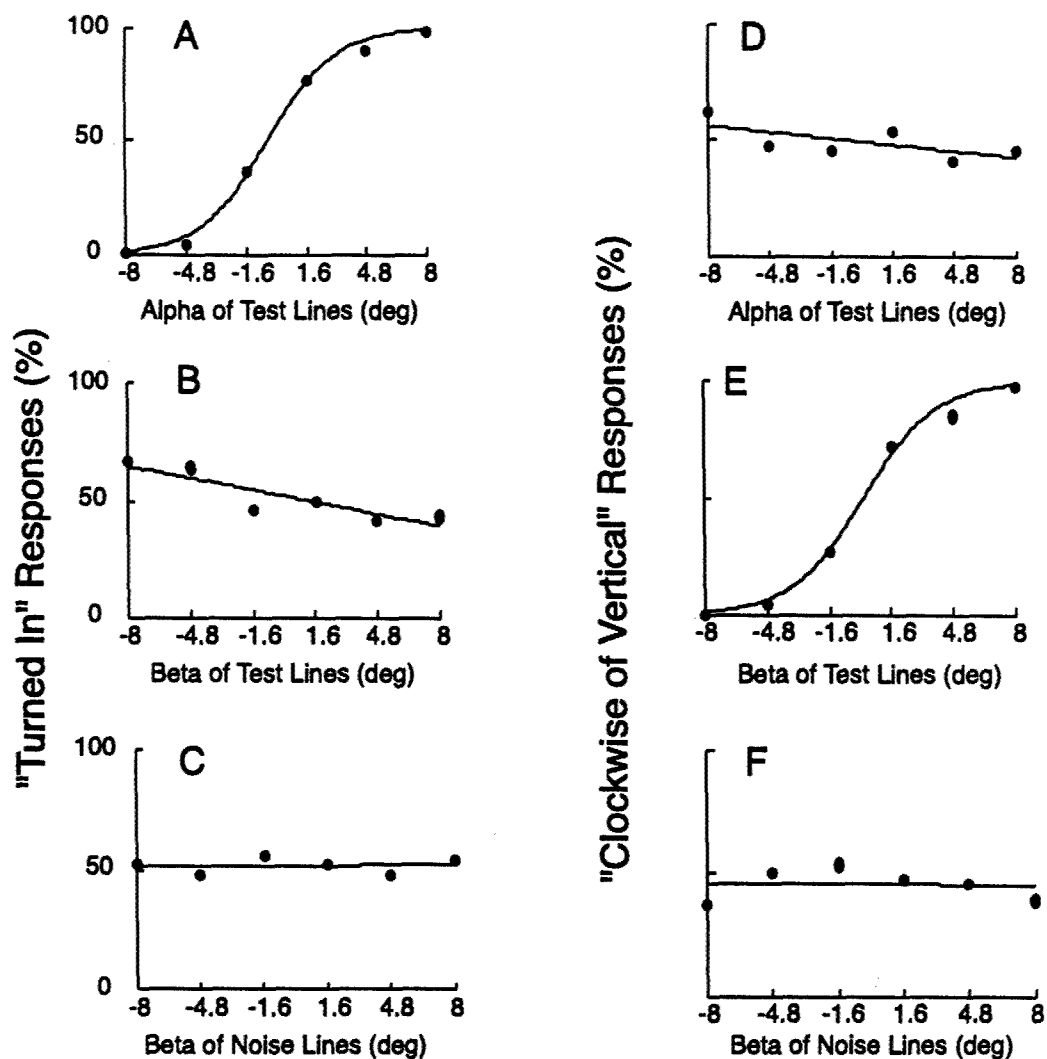 "Turned In" Responses (%)
A
100
50
0
-8 -4.8 -1.6 1.6 4.8 8
Alpha of Test Lines (deg)
B
100
50
0
-8 -4.8 -1.6 1.6 4.8 8
Beta of Test Lines (deg)
C
100
50
0
-8 -4.8 -1.6 1.6 4.8 8
Beta of Noise Lines (deg)
"Clockwise of Vertical" Responses (%)
D
-8 -4.8 -1.6 1.6 4.8 8
Alpha of Test Lines (deg)
E
-8 -4.8 -1.6 1.6 4.8 8
Beta of Test Lines (deg)
F
-8 -4.8 -1.6 1.6 4.8 8
Beta of Noise Lines (deg)